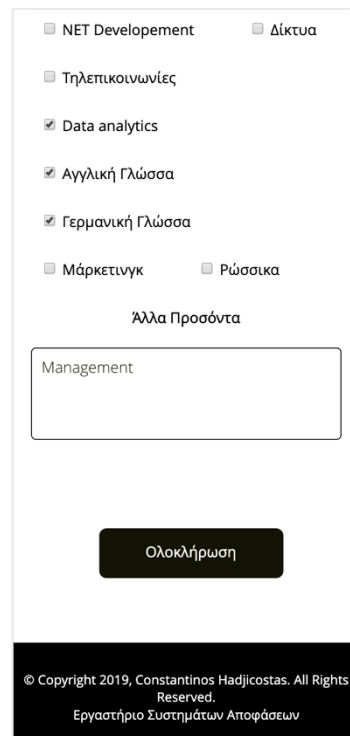 NET Developement Δίκτυα
Τηλεπικοινωνίες
Data analytics
Αγγλική Γλώσσα
Γερμανική Γλώσσα
Μάρκετινγκ Ρώσσικα
Άλλα Προσόντα
Management
Ολοκλήρωση
© Copyright 2019, Constantinos Hadjicostas. All Rights
Reserved.
Εργαστήριο Συστημάτων Αποφάσεων